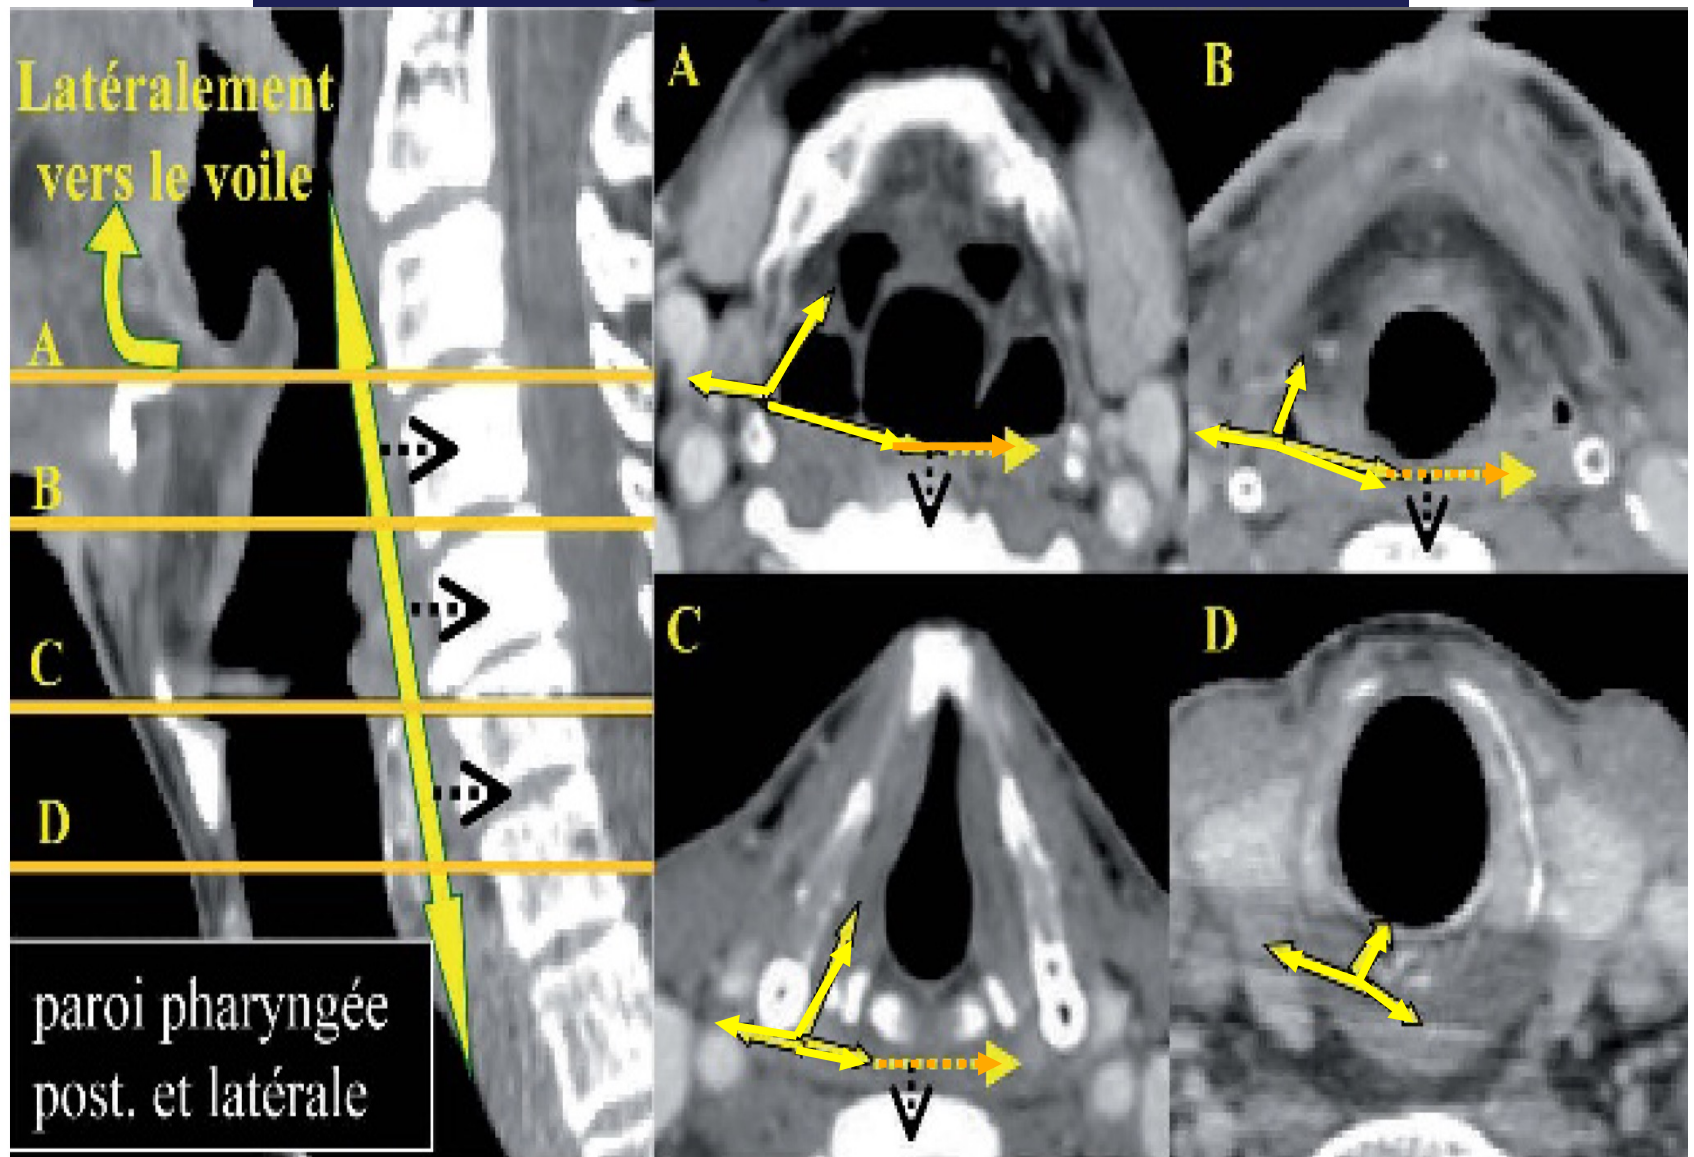 Latéralement
vers le voile
A
B
C
D
paroi pharyngée
post. et latérale
A
B
C
D